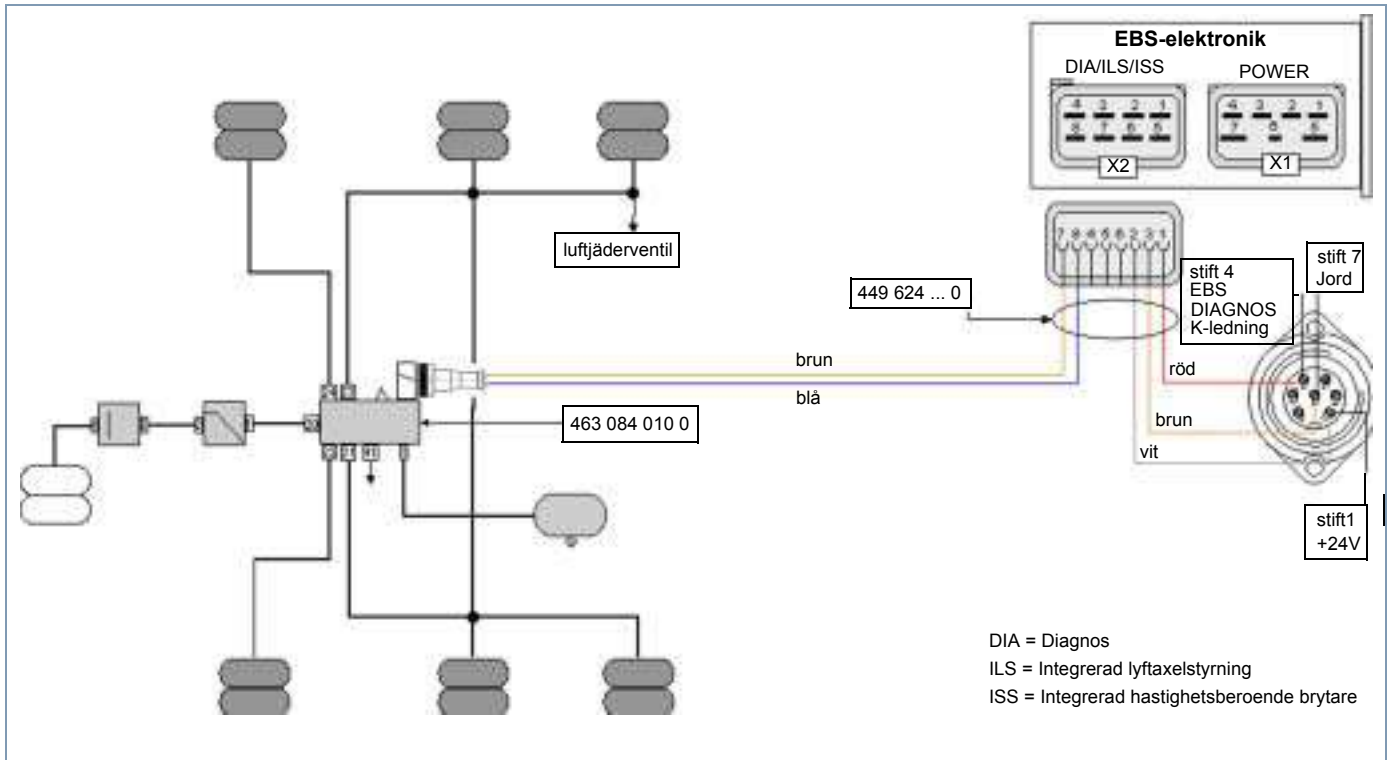 EBS-elektronik
DIA/ILS/ISS
POWER
4 3 2 1
4 3 2 1
8 7 6 5
7 6 5
X2
X1
luftjäderventil
7 8 4 5 6 2 3 1
stift 7
Jord
stift 4
EBS
DIAGNOS
K-ledning
449 624 ... 0
brun
röd
blå
463 084 010 0
brun
vit
stift1
+24V
DIA = Diagnos
ILS = Integrerad lyftaxelstyrning
ISS = Integrerad hastighetsberoende brytare